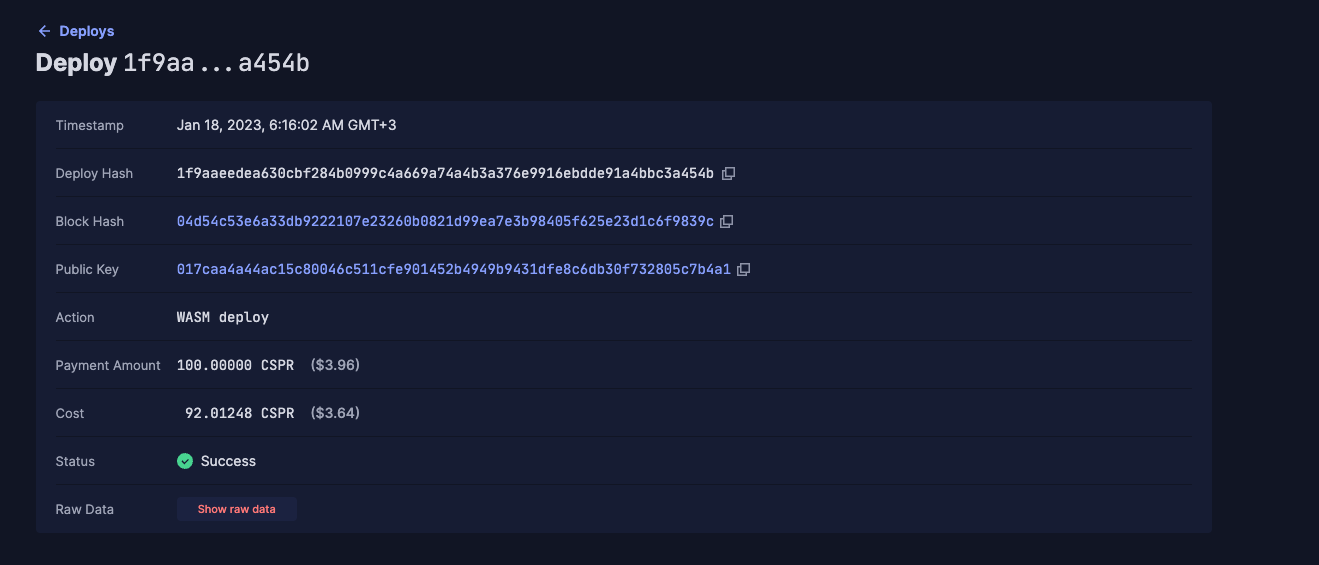 ← Deploys
Deploy 1f9aa...a454b
Timestamp Jan 18, 2023, 6:16:02 AM GMT+3
Deploy Hash 1f9aaeedea630cbf284b0999c4a669a74a4b3a376e9916ebdde91a4bbc3a454b
Block Hash 04d54c53e6a33db9222107e23260b0821d99ea7e3b98405f625e23d1c6f9839c
Public Key 017caa4a44ac15c80046c511cfe901452b4949b9431dfe8c6db30f732805c7b4a1
Action WASM deploy
Payment Amount 100.00000 CSPR ($3.96)
Cost 92.01248 CSPR ($3.64)
Status Success
Raw Data Show raw data